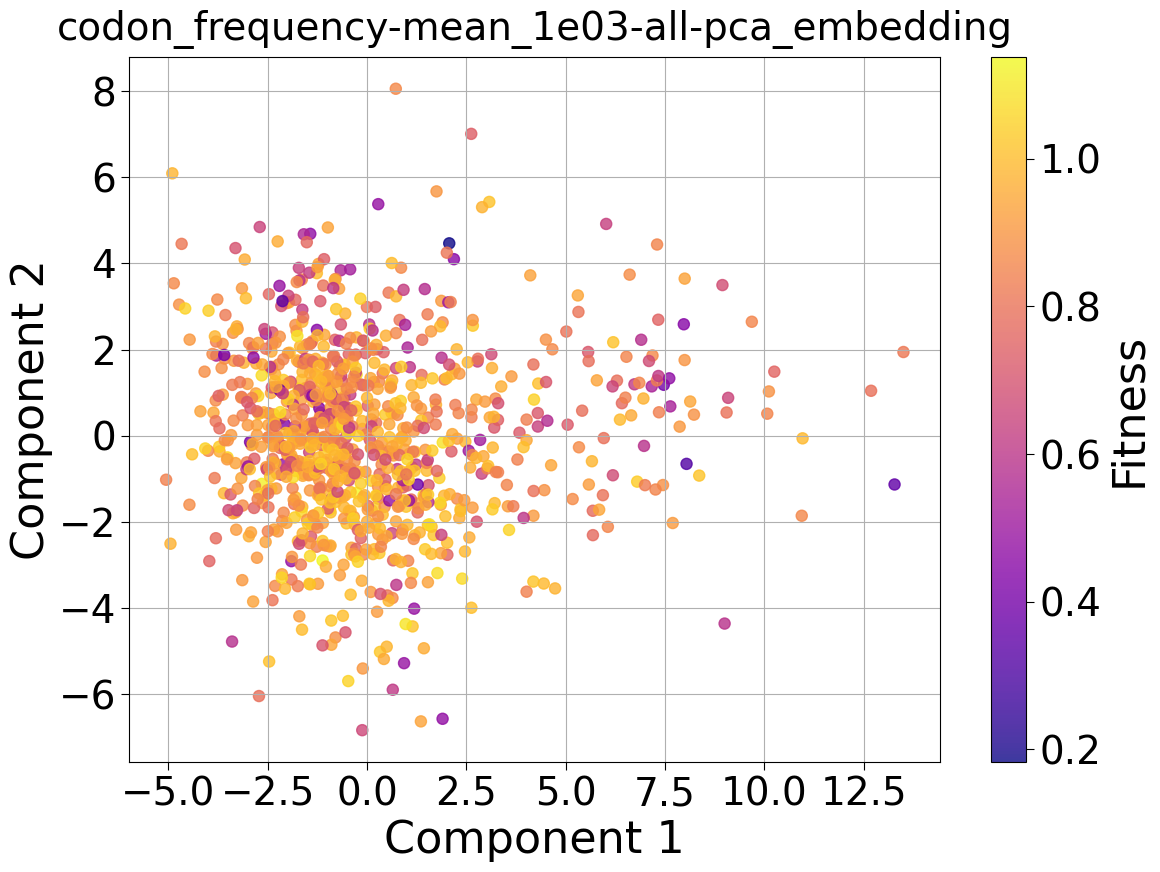 codon_frequency-mean_1e03-all-pca_embedding
8
6
4
2
0
−2
−4
−6
−5.0 −2.5 0.0 2.5 5.0 7.5 10.0 12.5
Component 1
Component 2
1.0
0.8
0.6
0.4
0.2
Fitness